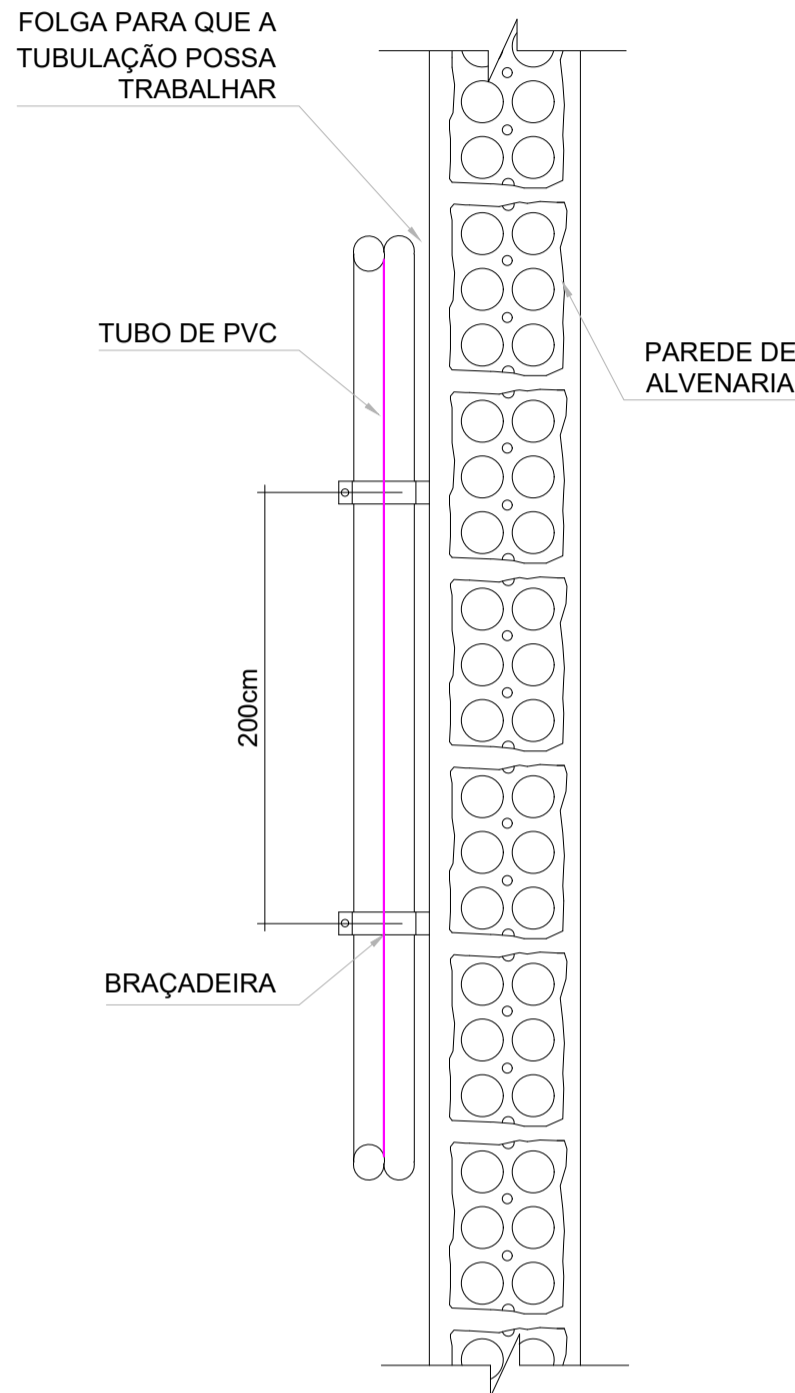 FOLGA PARA QUE A
TUBULAÇÃO POSSA
TRABALHAR
TUBO DE PVC
PAREDE DE
ALVENARIA
200cm
BRAÇADEIRA